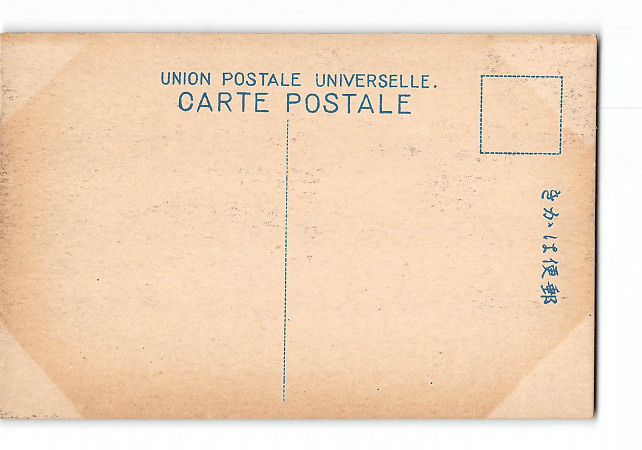 UNION POSTALE UNIVERSELLE.
CARTE POSTALE
郵便はかき